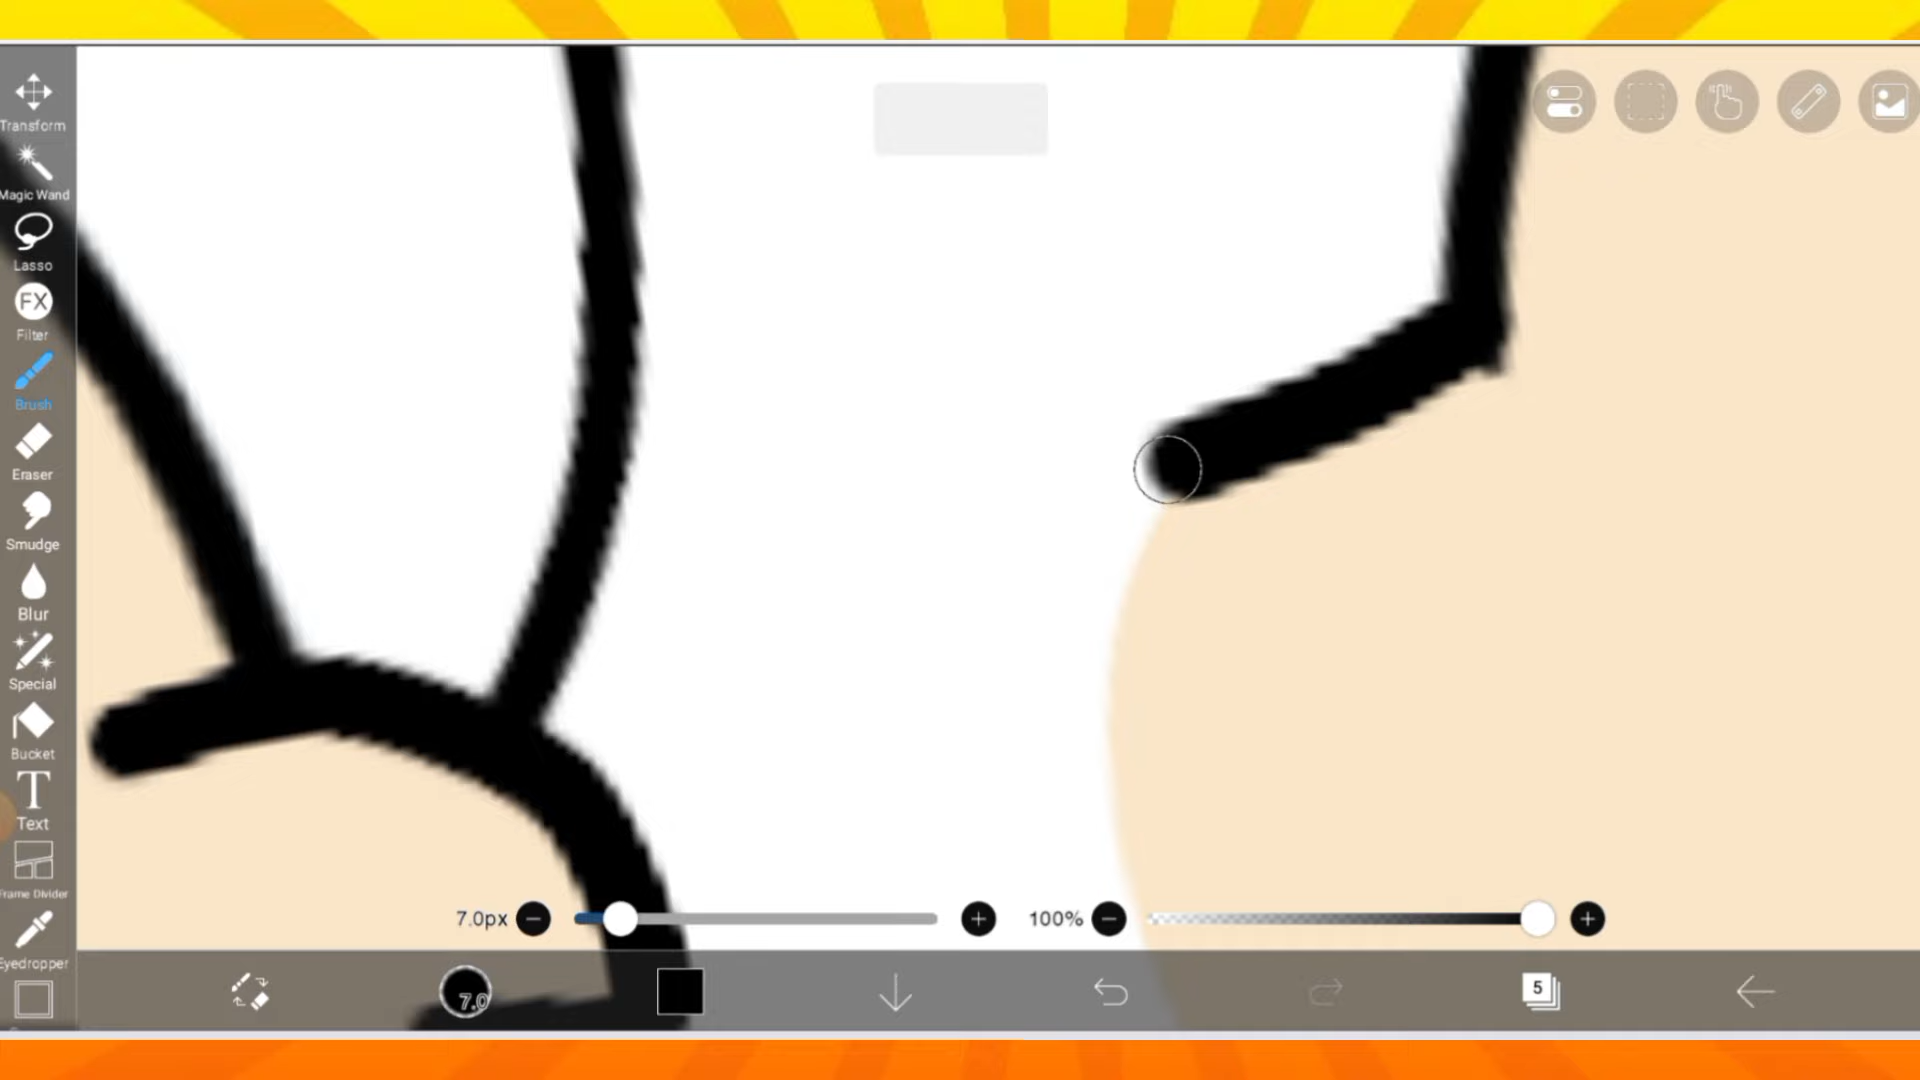 Transform
Magic Wand
Lasso
FX
Filter
Brush
Eraser
Smudge
Blur
Special
Bucket
T
Text
Frame Divider
Eyedropper
7.0px
100%
7.0
5